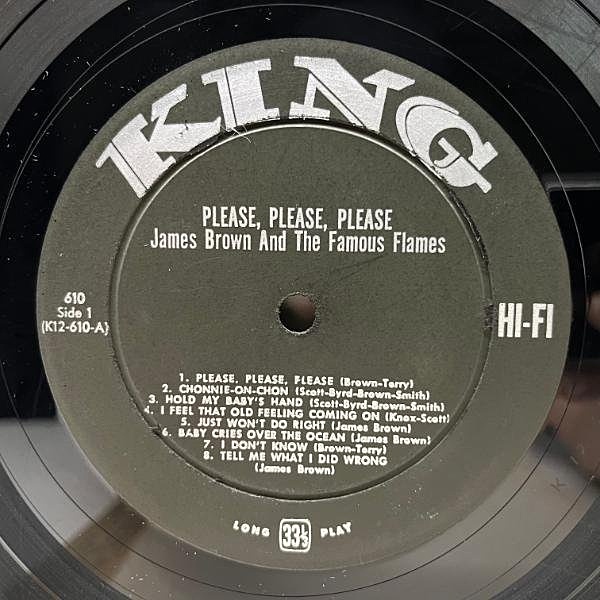 KING
PLEASE, PLEASE, PLEASE
James Brown And The Famous Flames
610
Side 1
(K12-610-A)
HI-FI
1. PLEASE, PLEASE, PLEASE (Brown-Terry)
2. CHONNIE-ON-CHON (Scott-Byrd-Brown-Smith)
3. HOLD MY BABY'S HAND (Scott-Byrd-Brown-Smith)
4. I FEEL THAT OLD FEELING COMING ON (Knox-Scott)
5. JUST WON'T DO RIGHT (James Brown)
6. BABY CRIES OVER THE OCEAN (James Brown)
7. I DON'T KNOW (Brown-Terry)
8. TELL ME WHAT I DID WRONG
(James Brown)
LONG 33⅓ PLAY